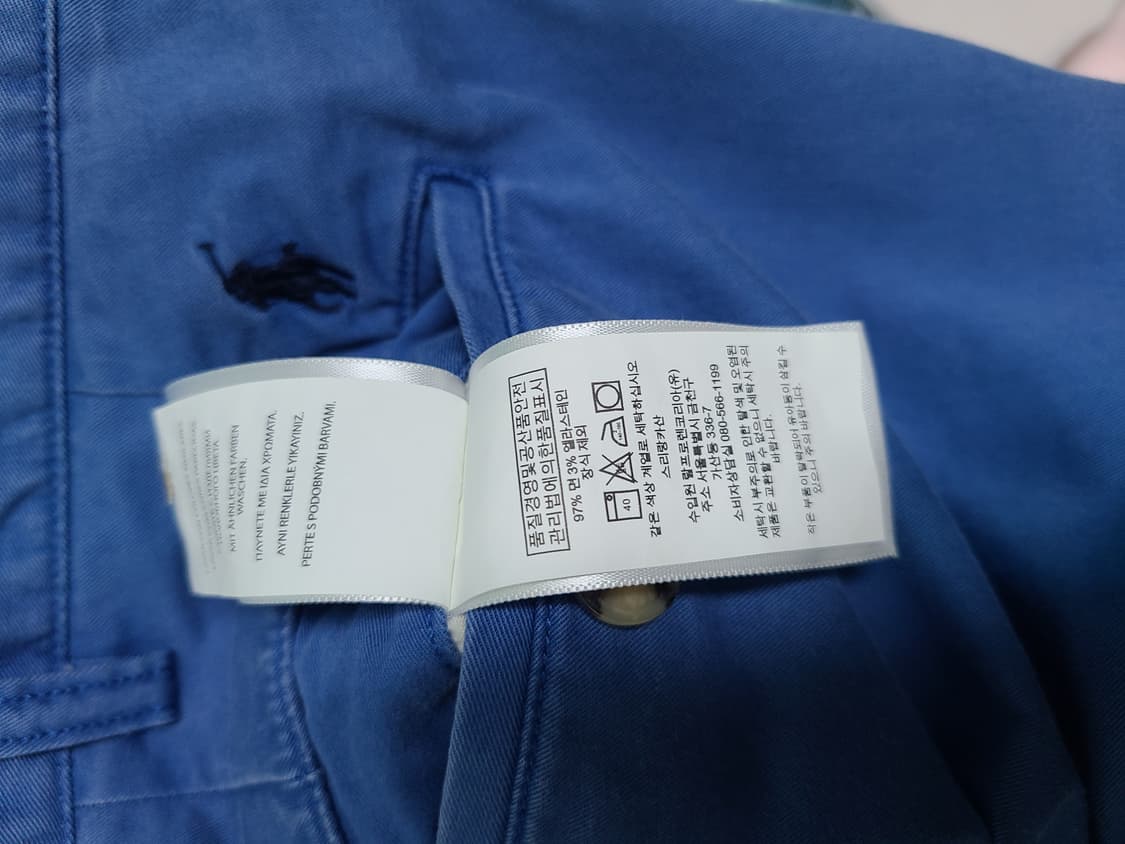 MIT ÄHNLICHEN FARBEN
WASCHEN.
ΠΛΥΝΕΤΕ ΜΕ ΙΔΙΑ ΧΡΩΜΑΤΑ.
AYNI RENKLERLE YIKAYINIZ.
PERTE S PODOBNÝMI BARVAMI.
품질경영및공산품안전
관리법에의한품질표시
97% 면 3% 엘라스테인
장식 제외
40
같은 색상 계열로 세탁하십시오
스리랑카산
수입원 랄프로렌코리아(유)
주소 서울특별시 금천구
가산동 336-7
소비자상담실 080-566-1199
세탁시 부주의로 인한 탈색 및 오염된
제품은 교환할 수 없으니 세탁시 주의
바랍니다.
작은 부품이 탈락되어 유아동이 삼킬 수
있으니 주의 바랍니다.